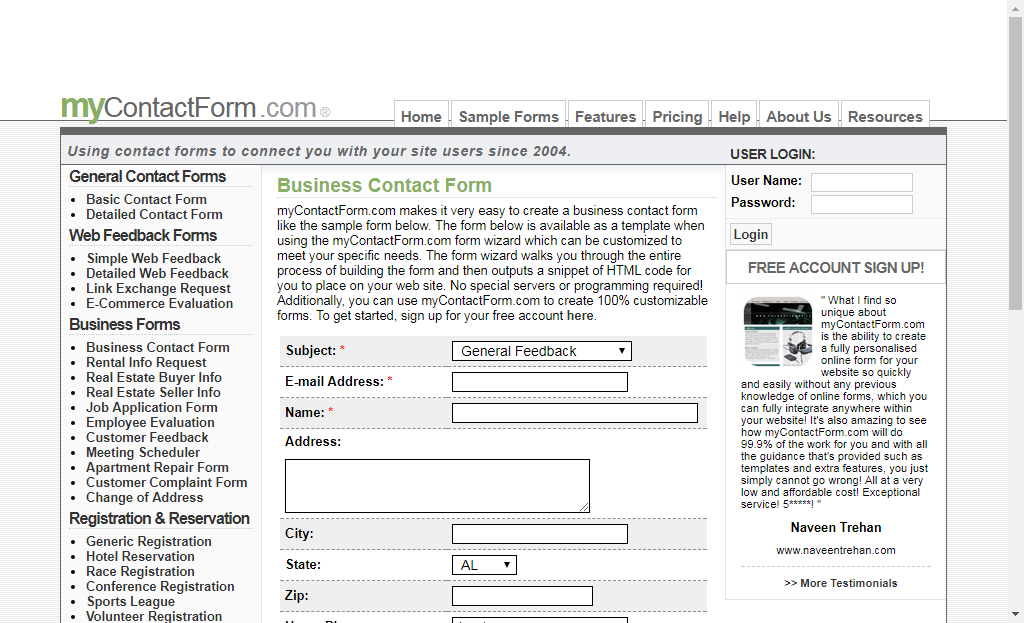 myContactForm.com®
Home
Sample Forms
Features
Pricing
Help
About Us
Resources
Using contact forms to connect you with your site users since 2004.
USER LOGIN:
General Contact Forms
Basic Contact Form
Detailed Contact Form
Web Feedback Forms
Simple Web Feedback
Detailed Web Feedback
Link Exchange Request
E-Commerce Evaluation
Business Forms
Business Contact Form
Rental Info Request
Real Estate Buyer Info
Real Estate Seller Info
Job Application Form
Employee Evaluation
Customer Feedback
Meeting Scheduler
Apartment Repair Form
Customer Complaint Form
Change of Address
Registration & Reservation
Generic Registration
Hotel Reservation
Race Registration
Conference Registration
Sports League
Volunteer Registration
Business Contact Form
myContactForm.com makes it very easy to create a business contact form
like the sample form below. The form below is available as a template when
using the myContactForm.com form wizard which can be customized to
meet your specific needs. The form wizard walks you through the entire
process of building the form and then outputs a snippet of HTML code for
you to place on your web site. No special servers or programming required!
Additionally, you can use myContactForm.com to create 100% customizable
forms. To get started, sign up for your free account here.
Subject: *
General Feedback
E-mail Address: *
Name: *
Address:
City:
State:
AL
Zip:
User Name:
Password:
Login
FREE ACCOUNT SIGN UP!
" What I find so
unique about
myContactForm.com
is the ability to create
a fully personalised
online form for your
website so quickly
and easily without any previous
knowledge of online forms, which you
can fully integrate anywhere within
your website! It's also amazing to see
how myContactForm.com will do
99.9% of the work for you and with all
the guidance that's provided such as
templates and extra features, you just
simply cannot go wrong! All at a very
low and affordable cost! Exceptional
service! 5*****! "
Naveen Trehan
www.naveentrehan.com
>> More Testimonials